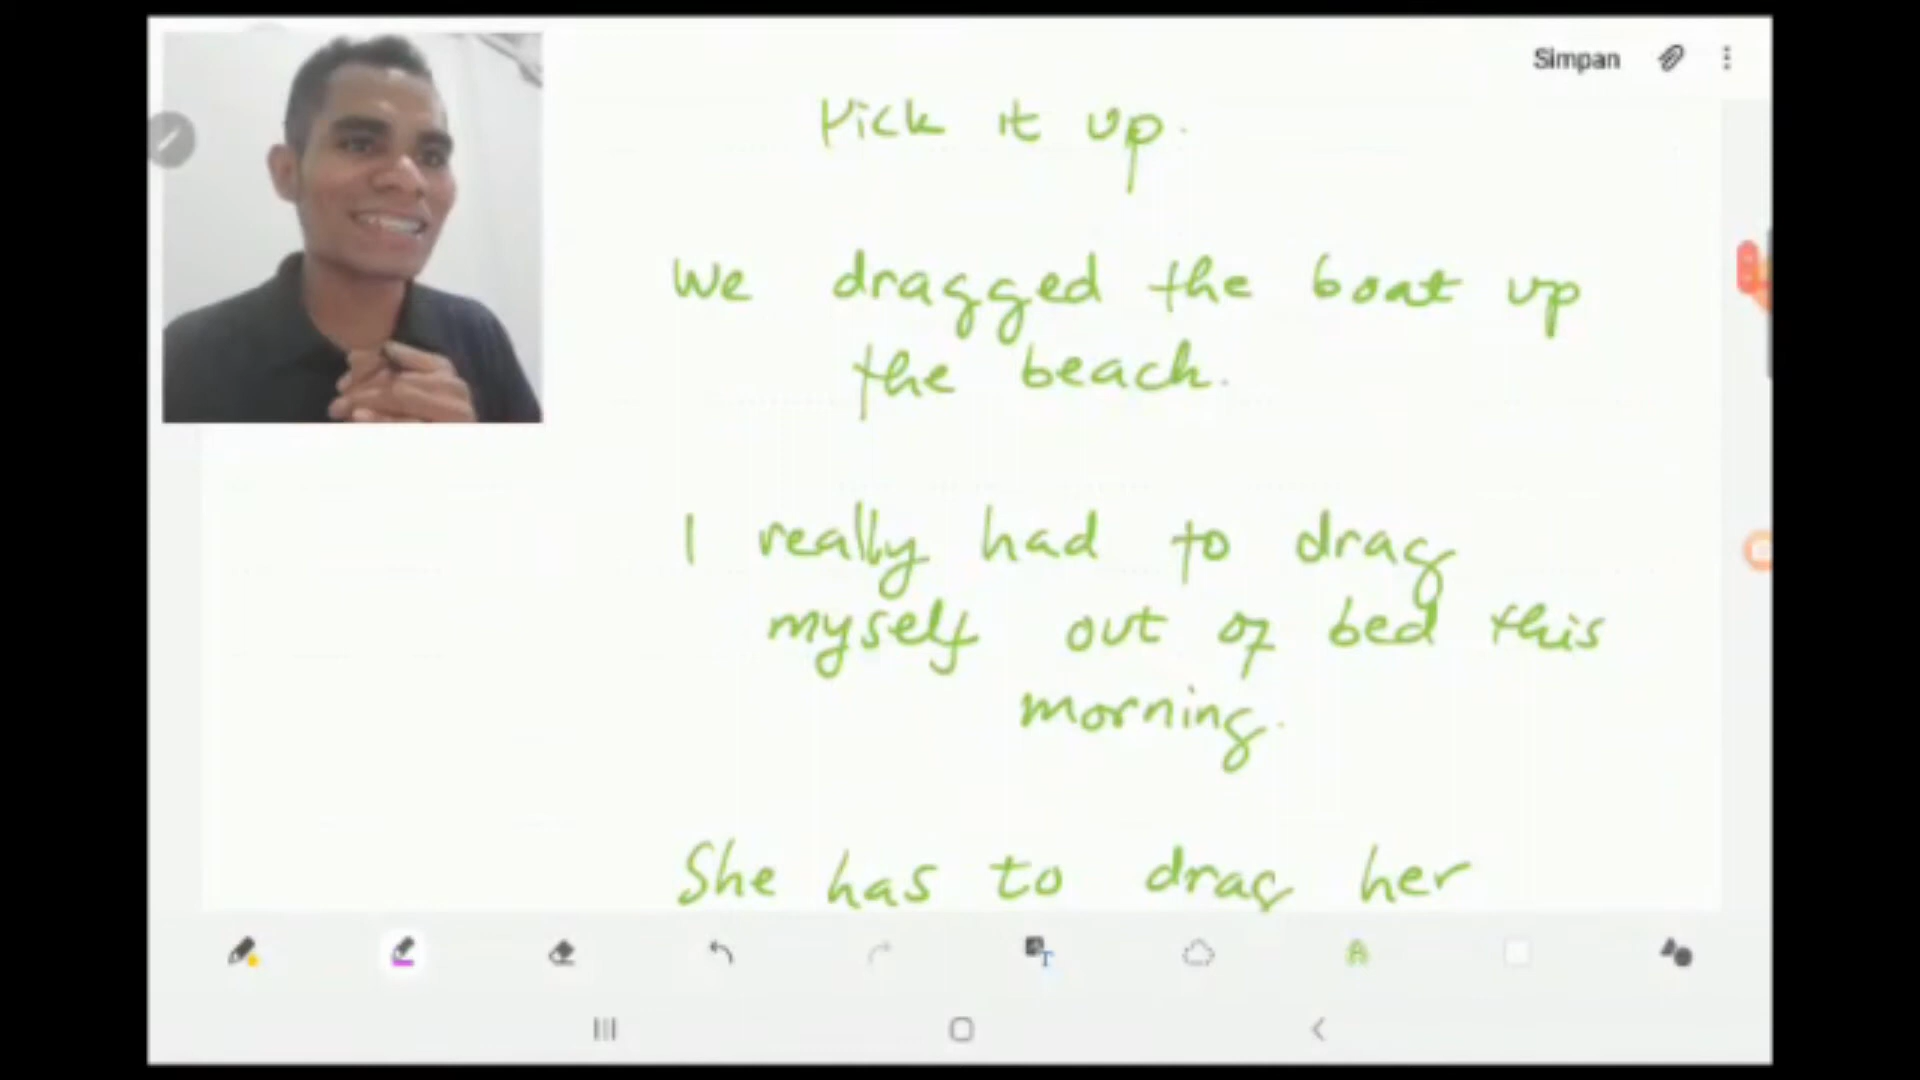 Simpan
Pick it up.
We dragged the boat up
the beach.
I really had to drag
myself out of bed this
morning.
She has to drag her